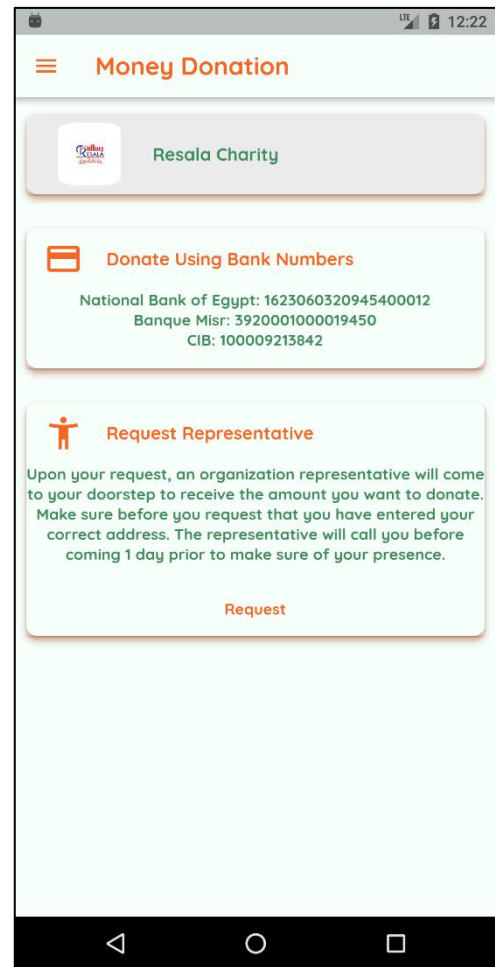 LTE 12:22
Money Donation
RESALA
Resala Charity
Donate Using Bank Numbers
National Bank of Egypt: 1623060320945400012
Banque Misr: 3920001000019450
CIB: 100009213842
Request Representative
Upon your request, an organization representative will come
to your doorstep to receive the amount you want to donate.
Make sure before you request that you have entered your
correct address. The representative will call you before
coming 1 day prior to make sure of your presence.
Request